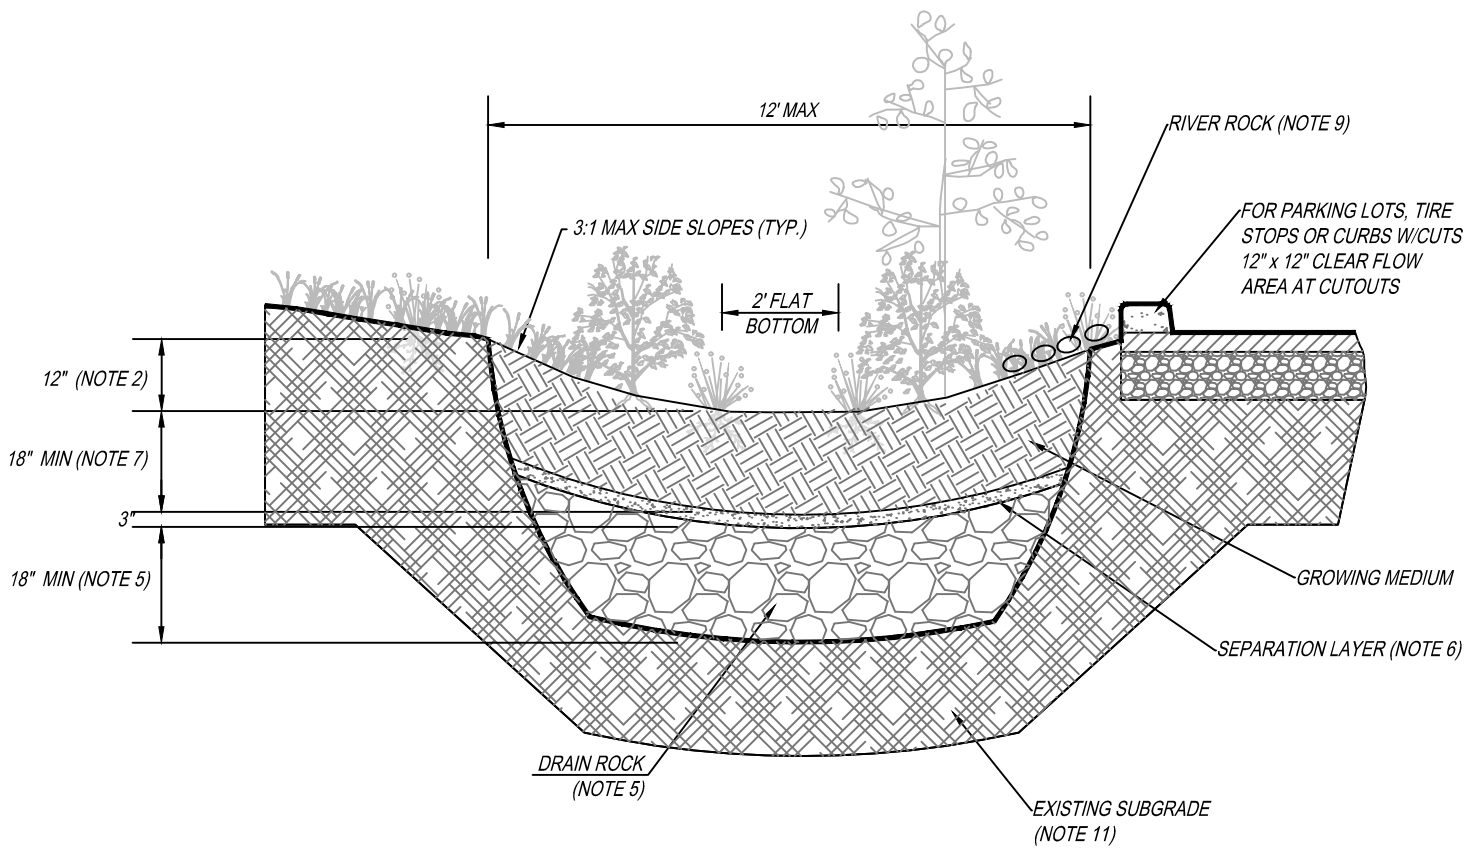 12' MAX
RIVER ROCK (NOTE 9)
FOR PARKING LOTS, TIRE
STOPS OR CURBS W/CUTS
12" x 12" CLEAR FLOW
AREA AT CUTOUTS
3:1 MAX SIDE SLOPES (TYP.)
2' FLAT
BOTTOM
12" (NOTE 2)
18" MIN (NOTE 7)
3"
18" MIN (NOTE 5)
GROWING MEDIUM
SEPARATION LAYER (NOTE 6)
DRAIN ROCK
(NOTE 5)
EXISTING SUBGRADE
(NOTE 11)